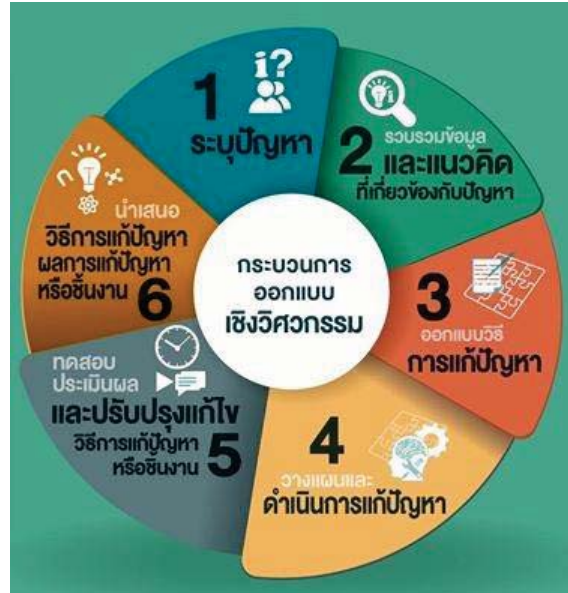 กระบวนการ
ออกแบบ
เชิงวิศวกรรม
i?
1
ระบุปัญหา
i
2
รวบรวมข้อมูล
และแนวคิด
ที่เกี่ยวข้องกับปัญหา
3
ออกแบบวิธี
การแก้ปัญหา
4
วางแผนและ
ดำเนินการแก้ปัญหา
ทดสอบ
ประเมินผล
และปรับปรุงแก้ไข
วิธีการแก้ปัญหา
หรือชิ้นงาน
5
นำเสนอ
วิธีการแก้ปัญหา
ผลการแก้ปัญหา
หรือชิ้นงาน
6